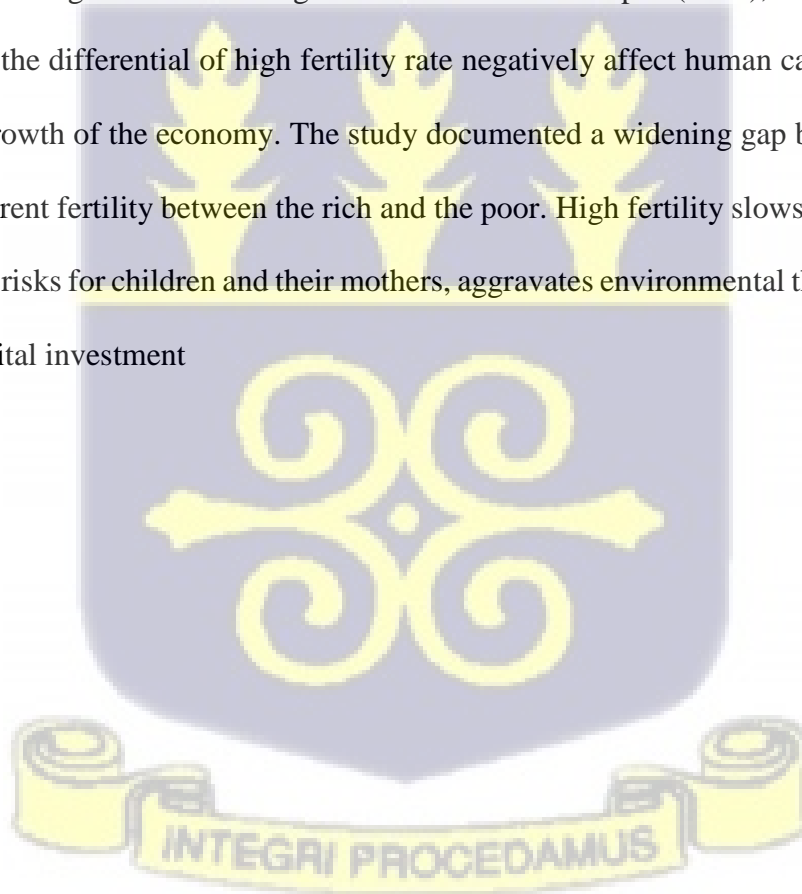 the differential of high fertility rate negatively affect human
rowth of the economy. The study documented a widening gap
rent fertility between the rich and the poor. High fertility slows
risks for children and their mothers, aggravates environmental
ital investment
INTEGRI PROCEDAMUS